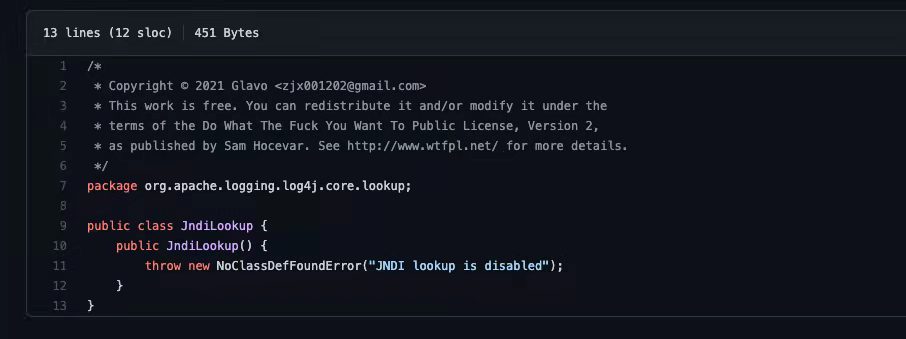 13 lines (12 sloc) 451 Bytes
1 /*
2  * Copyright © 2021 Glavo <zjx001202@gmail.com>
3  * This work is free. You can redistribute it and/or modify it under the
4  * terms of the Do What The Fuck You Want To Public License, Version 2,
5  * as published by Sam Hocevar. See http://www.wtfpl.net/ for more details.
6  */
7 package org.apache.logging.log4j.core.lookup;
8
9 public class JndiLookup {
10     public JndiLookup() {
11         throw new NoClassDefFoundError("JNDI lookup is disabled");
12     }
13 }